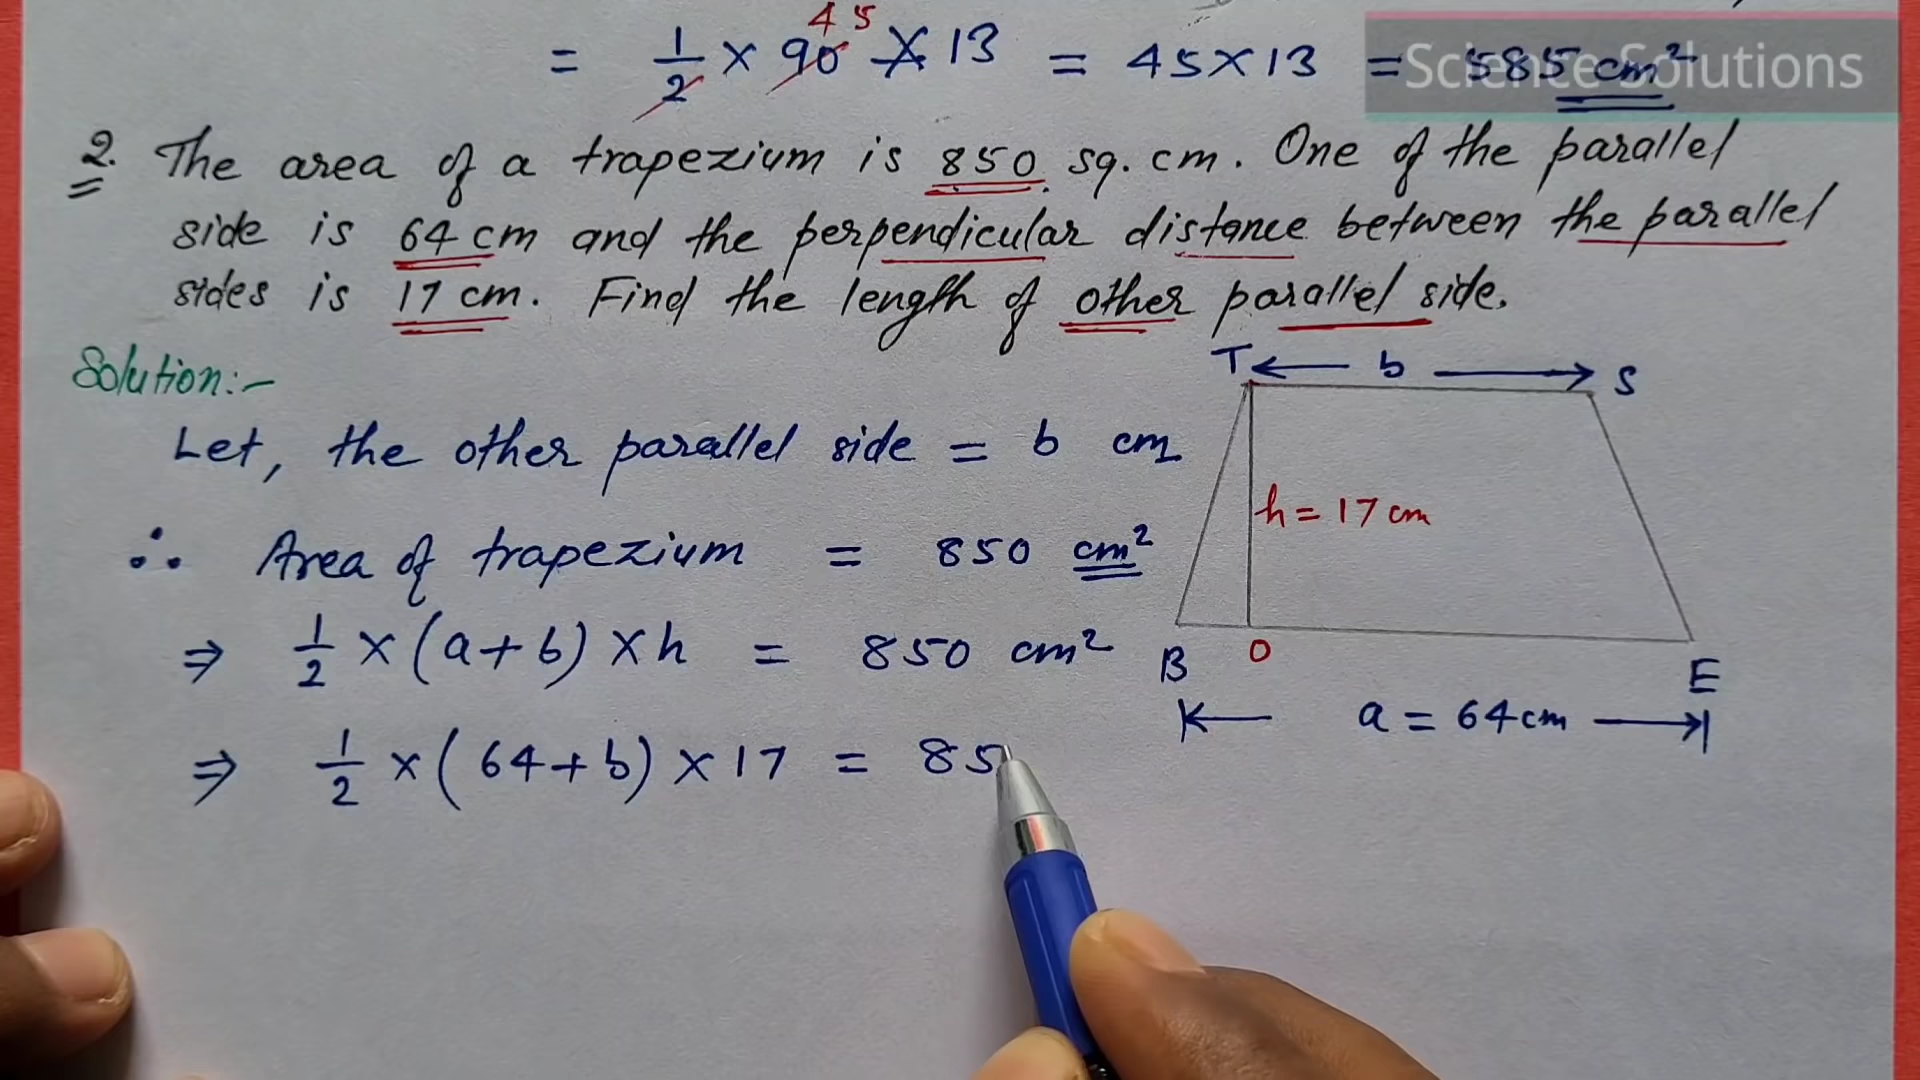 45
= 1/2 × 90 × 13 = 45×13 = 585 cm²
Science Solutions
2. The area of a trapezium is 850 sq. cm. One of the parallel
side is 64 cm and the perpendicular distance between the parallel
sides is 17 cm. Find the length of other parallel side.
Solution:-
T ← b → S
Let, the other parallel side = b cm
h = 17 cm
∴ Area of trapezium = 850 cm²
⇒ 1/2 × (a+b) × h = 850 cm²
B O E
a = 64 cm
⇒ 1/2 × (64+b) × 17 = 85